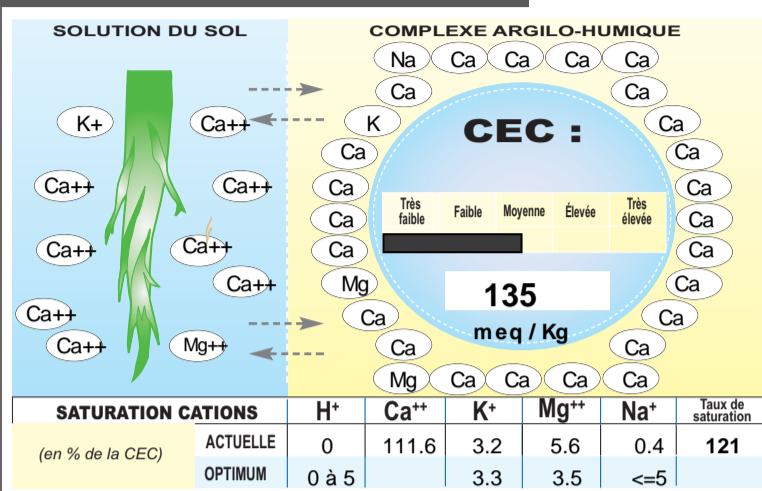 SOLUTION DU SOL
COMPLEXE ARGILO-HUMIQUE
Na Ca Ca Ca Ca
Ca Ca
K+ Ca++ K Ca
Ca Ca
Ca++ Ca++ Ca Ca
Ca Ca
Ca++ Ca++ Ca Ca
Ca++ Mg Ca
Ca++ Ca Ca
Ca++ Mg++ Ca Ca
Mg Ca Ca Ca Ca
CEC :
Très faible Faible Moyenne Élevée Très élevée
135
meq / Kg
SATURATION CATIONS H+ Ca++ K+ Mg++ Na+ Taux de saturation
(en % de la CEC)
ACTUELLE 0 111.6 3.2 5.6 0.4 121
OPTIMUM 0 à 5 3.3 3.5 <=5